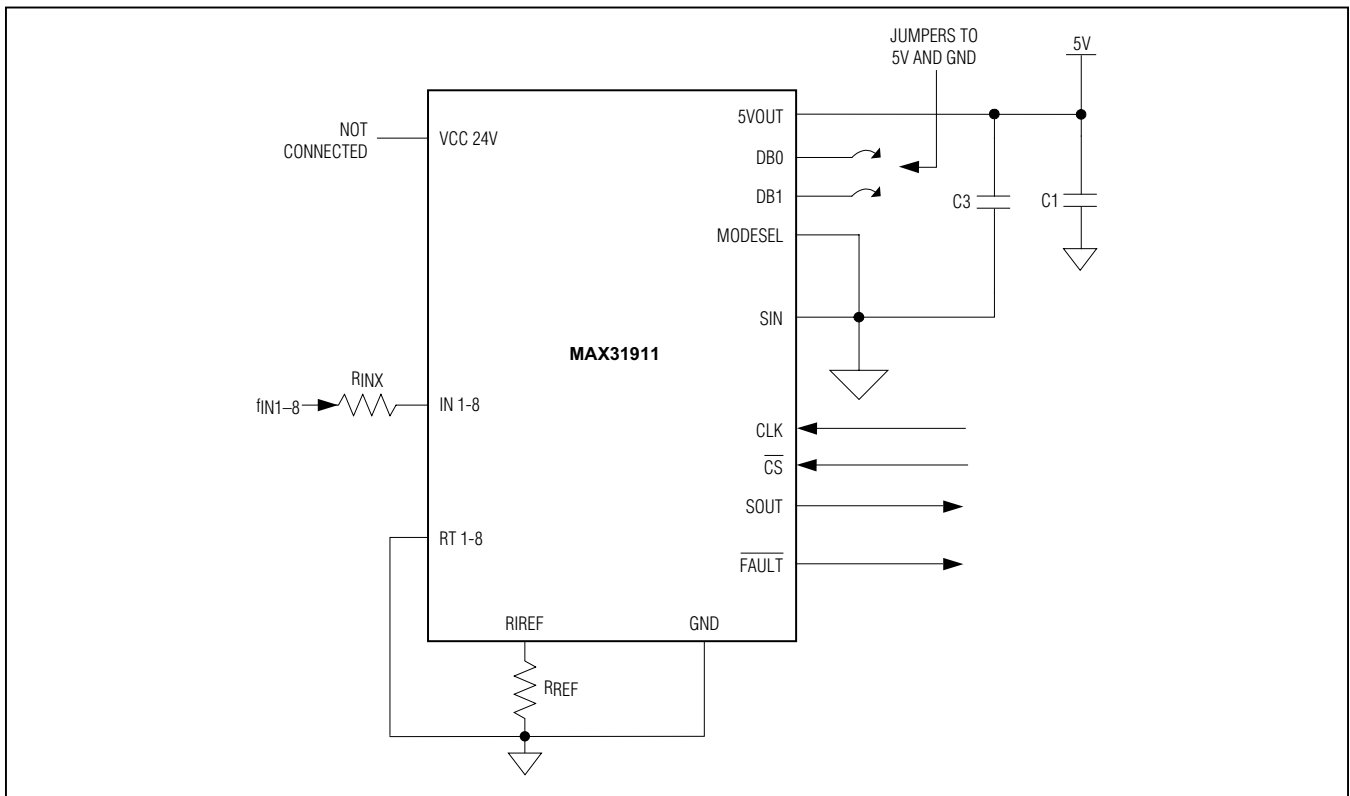 JUMPERS TO
5V AND GND
5V
NOT
CONNECTED
VCC 24V
5VOUT
DB0
DB1
C3
C1
MODESEL
SIN
MAX31911
RINX
fIN1–8
IN 1-8
CLK
CS
SOUT
RT 1-8
FAULT
RIREF
GND
RREF